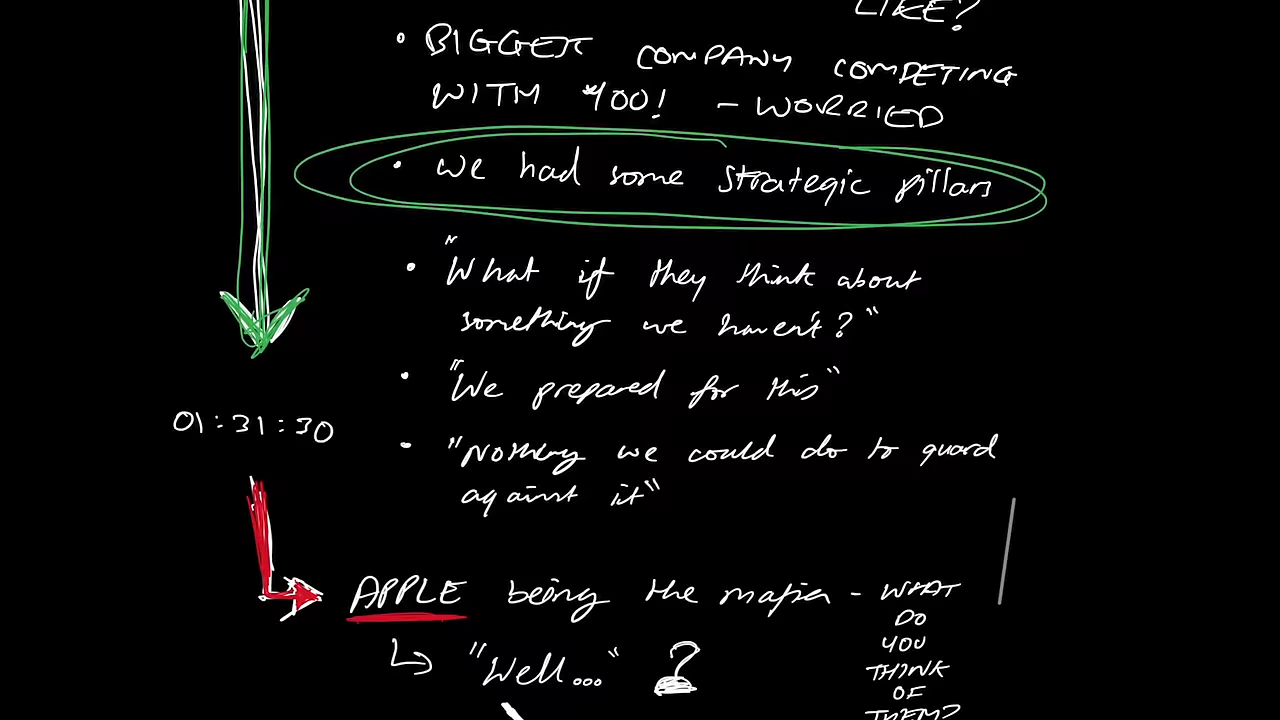 LIKE?
• BIGGER COMPANY COMPETING
WITH YOU! - WORRIED
• we had some strategic pillars
• "What if they think about
something we haven't?"
• "We prepared for this"
• "Nothing we could do to guard
against it"
01:31:30
APPLE being the mafia - WHAT
DO
YOU
THINK
OF
THEM?
↳ "Well..." ?